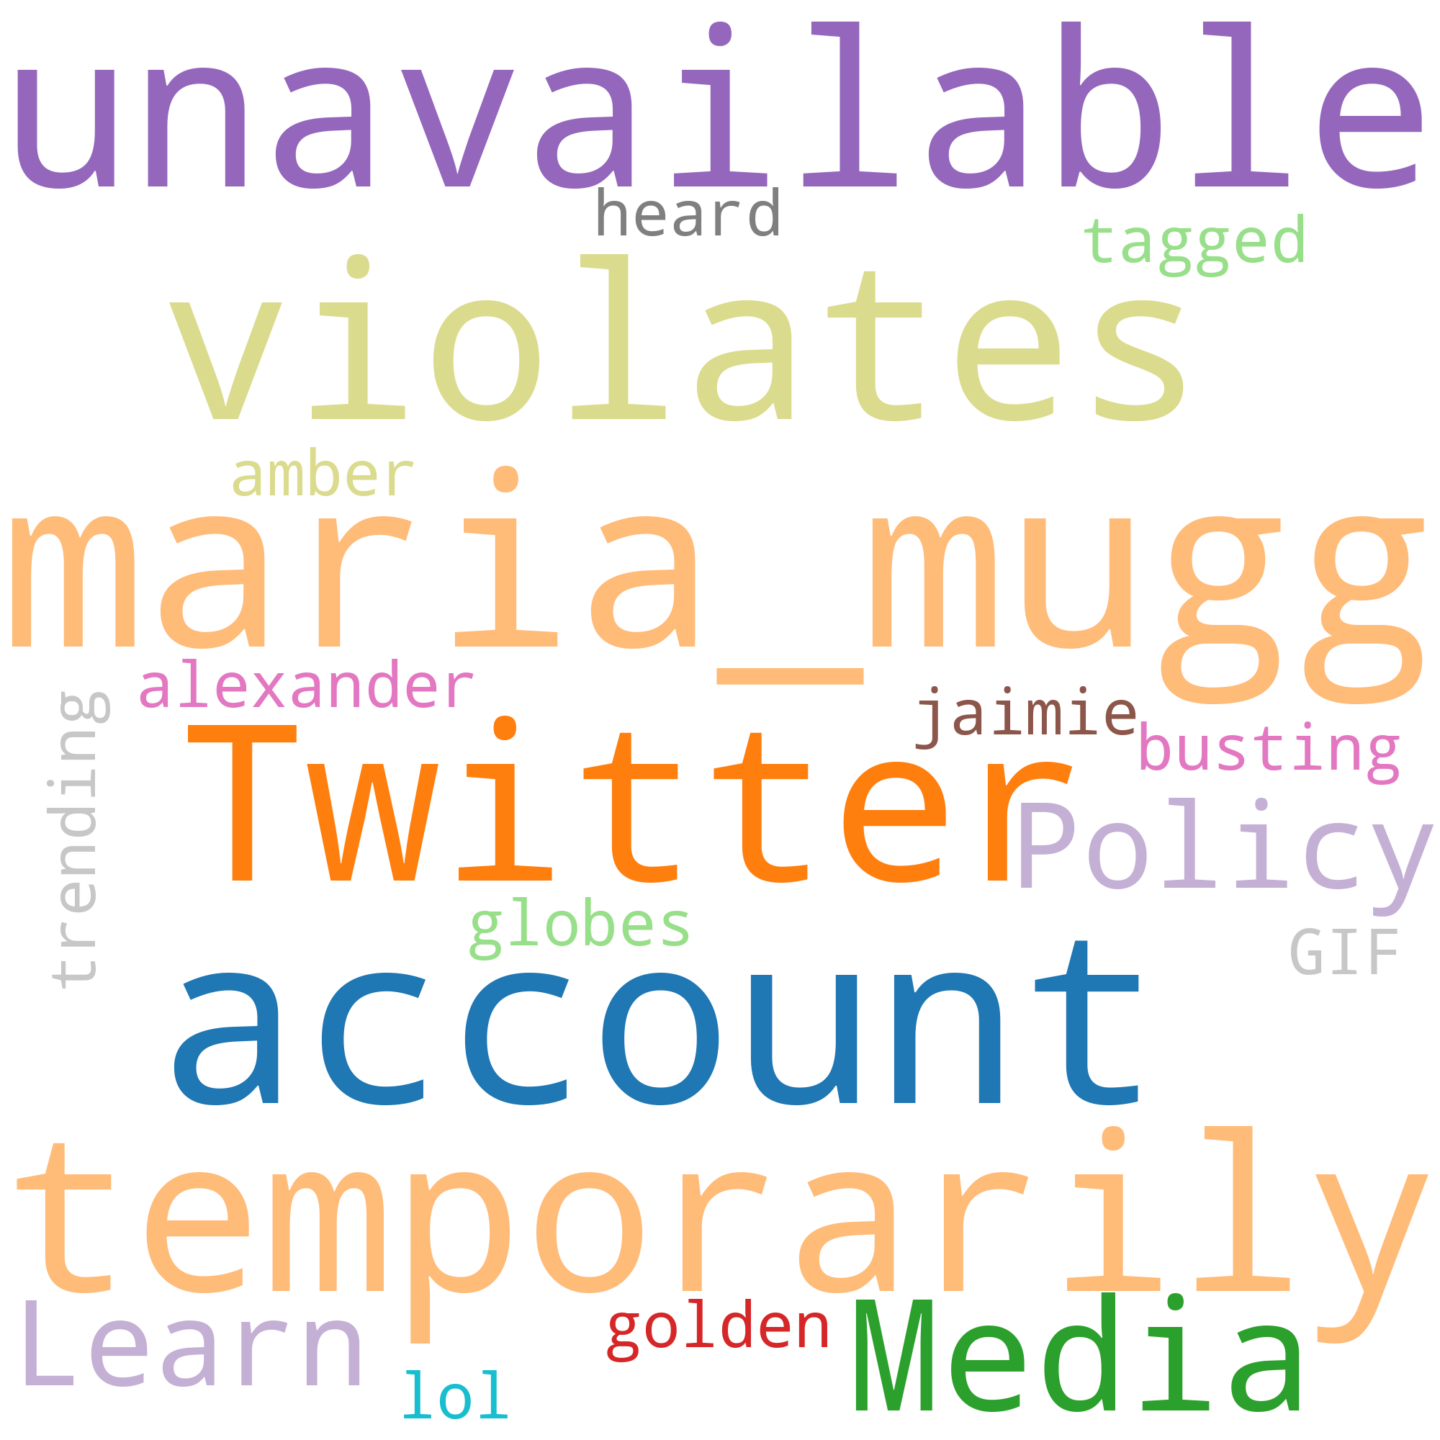 unavailable
heard
tagged
violates
amber
maria_mugg
alexander
jaimie
trending
Twitter
busting
Policy
globes
GIF
account
temporarily
Learn
golden
Media
lol